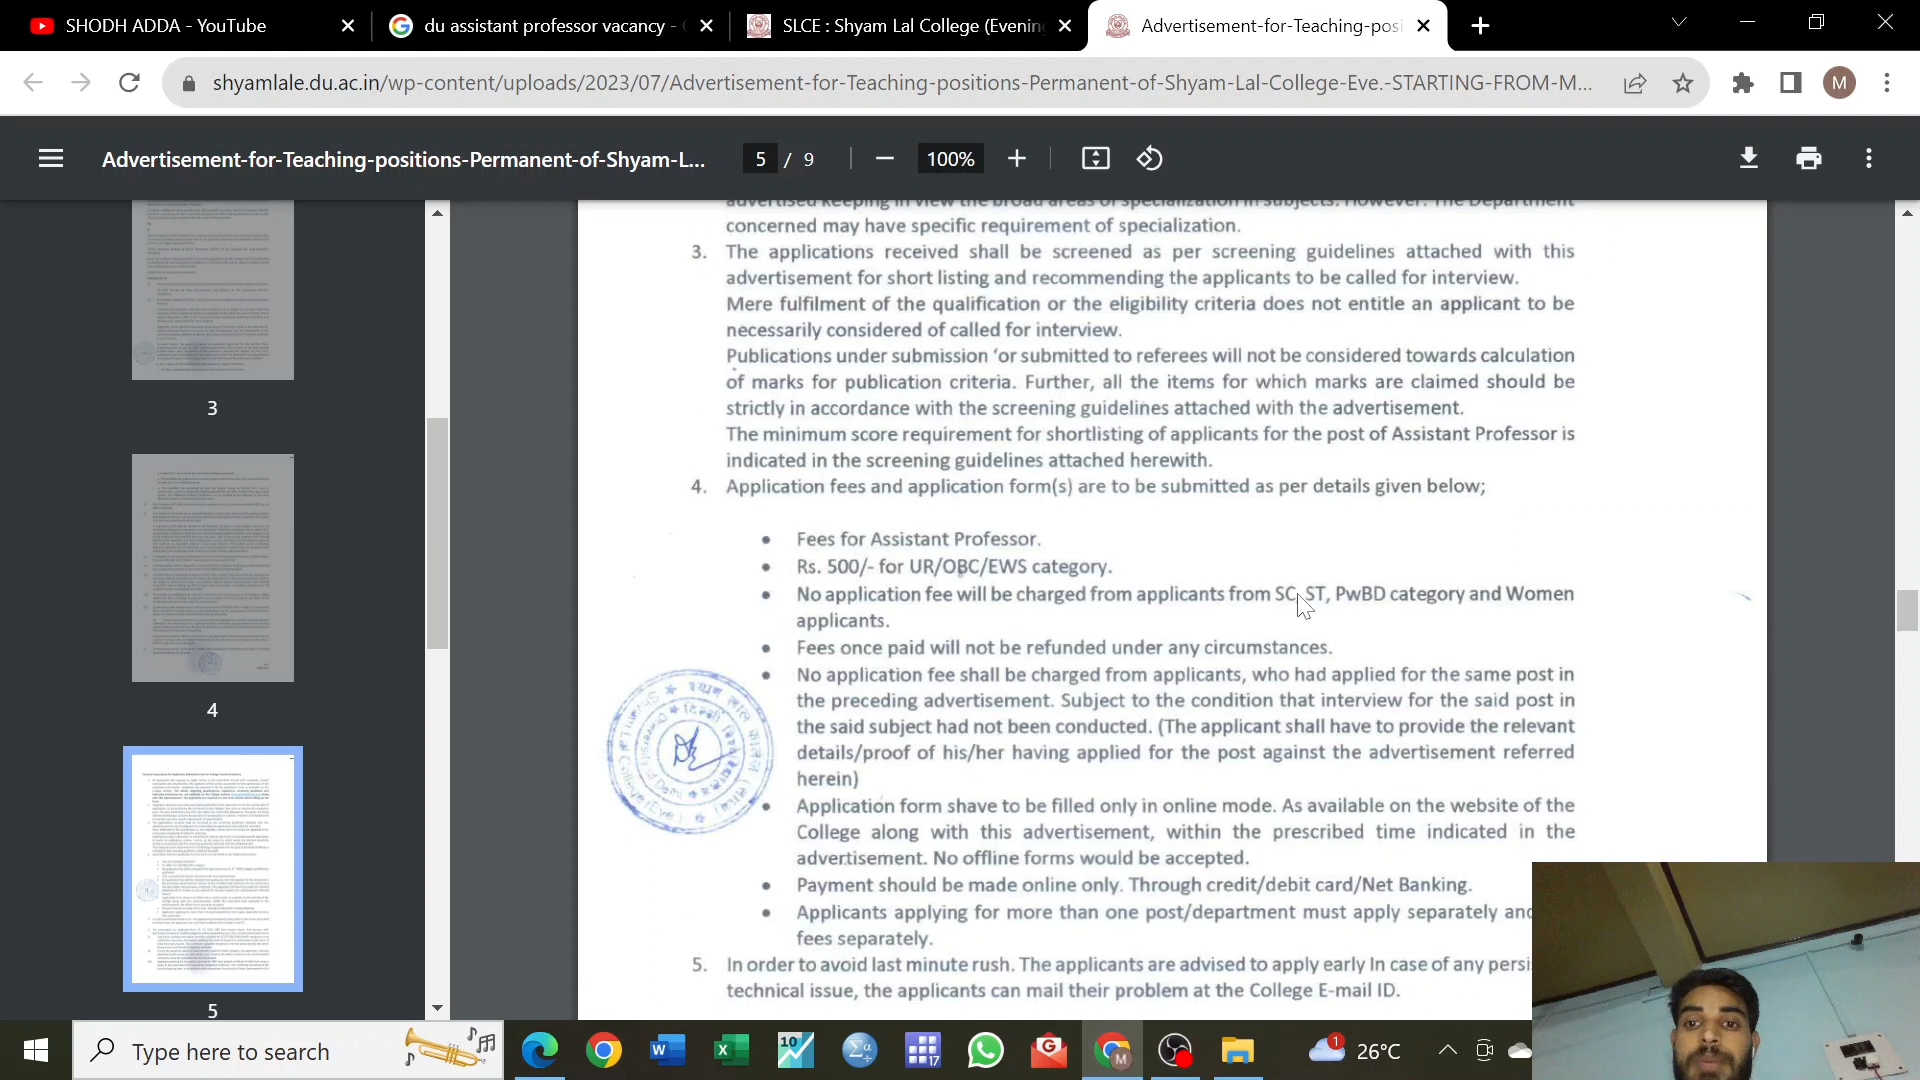 SHODH ADDA - YouTube
du assistant professor vacancy -
SLCE : Shyam Lal College (Evening
Advertisement-for-Teaching-posi
shyamlale.du.ac.in/wp-content/uploads/2023/07/Advertisement-for-Teaching-positions-Permanent-of-Shyam-Lal-College-Eve.-STARTING-FROM-M...
M
Advertisement-for-Teaching-positions-Permanent-of-Shyam-L...
5 / 9
100%
3
4
5
advertised keeping in view the broad areas of specialization in subjects. However. The Department
concerned may have specific requirement of specialization.
3. The applications received shall be screened as per screening guidelines attached with this
advertisement for short listing and recommending the applicants to be called for interview.
Mere fulfilment of the qualification or the eligibility criteria does not entitle an applicant to be
necessarily considered of called for interview.
Publications under submission ‘or submitted to referees will not be considered towards calculation
of marks for publication criteria. Further, all the items for which marks are claimed should be
strictly in accordance with the screening guidelines attached with the advertisement.
The minimum score requirement for shortlisting of applicants for the post of Assistant Professor is
indicated in the screening guidelines attached herewith.
4. Application fees and application form(s) are to be submitted as per details given below;
• Fees for Assistant Professor.
• Rs. 500/- for UR/OBC/EWS category.
• No application fee will be charged from applicants from SC, ST, PwBD category and Women
applicants.
• Fees once paid will not be refunded under any circumstances.
• No application fee shall be charged from applicants, who had applied for the same post in
the preceding advertisement. Subject to the condition that interview for the said post in
the said subject had not been conducted. (The applicant shall have to provide the relevant
details/proof of his/her having applied for the post against the advertisement referred
herein)
• Application form shave to be filled only in online mode. As available on the website of the
College along with this advertisement, within the prescribed time indicated in the
advertisement. No offline forms would be accepted.
• Payment should be made online only. Through credit/debit card/Net Banking.
• Applicants applying for more than one post/department must apply separately and
fees separately.
5. In order to avoid last minute rush. The applicants are advised to apply early In case of any persi
technical issue, the applicants can mail their problem at the College E-mail ID.
Type here to search
10
17
M
1
26°C